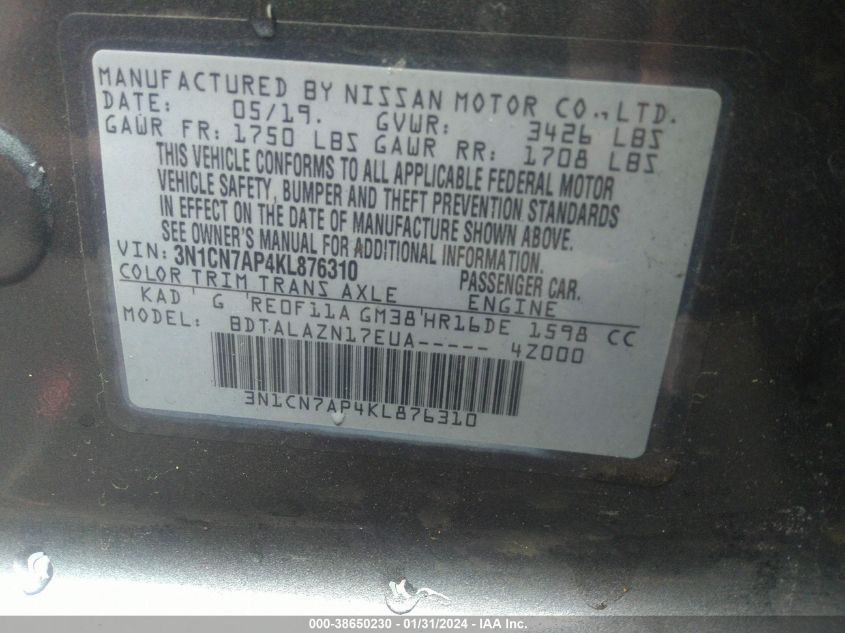 MANUFACTURED BY NISSAN MOTOR CO., LTD.
DATE: 05/19. GVWR: 3426 LBS
GAWR FR: 1750 LBS GAWR RR: 1708 LBS
THIS VEHICLE CONFORMS TO ALL APPLICABLE FEDERAL MOTOR
VEHICLE SAFETY, BUMPER AND THEFT PREVENTION STANDARDS
IN EFFECT ON THE DATE OF MANUFACTURE SHOWN ABOVE.
SEE OWNER'S MANUAL FOR ADDITIONAL INFORMATION.
VIN: 3N1CN7AP4KL876310 PASSENGER CAR.
COLOR TRIM TRANS AXLE ENGINE
KAD G RE0F11A GM38 HR16DE 1598 CC
MODEL: BDTALAZN17EUA----- 4Z000
3N1CN7AP4KL876310
000-38650230 - 01/31/2024 - IAA Inc.